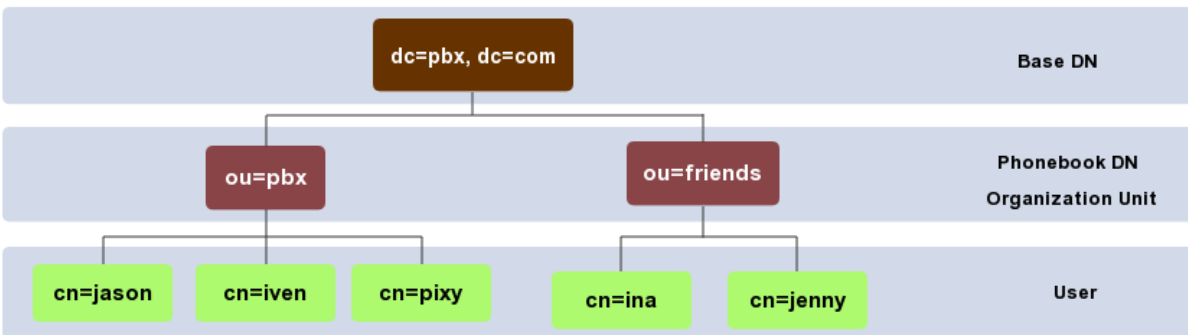 dc=pbx, dc=com
Base DN
ou=pbx
ou=friends
Phonebook DN
Organization Unit
cn=jason
cn=iven
cn=pixy
cn=ina
cn=jenny
User